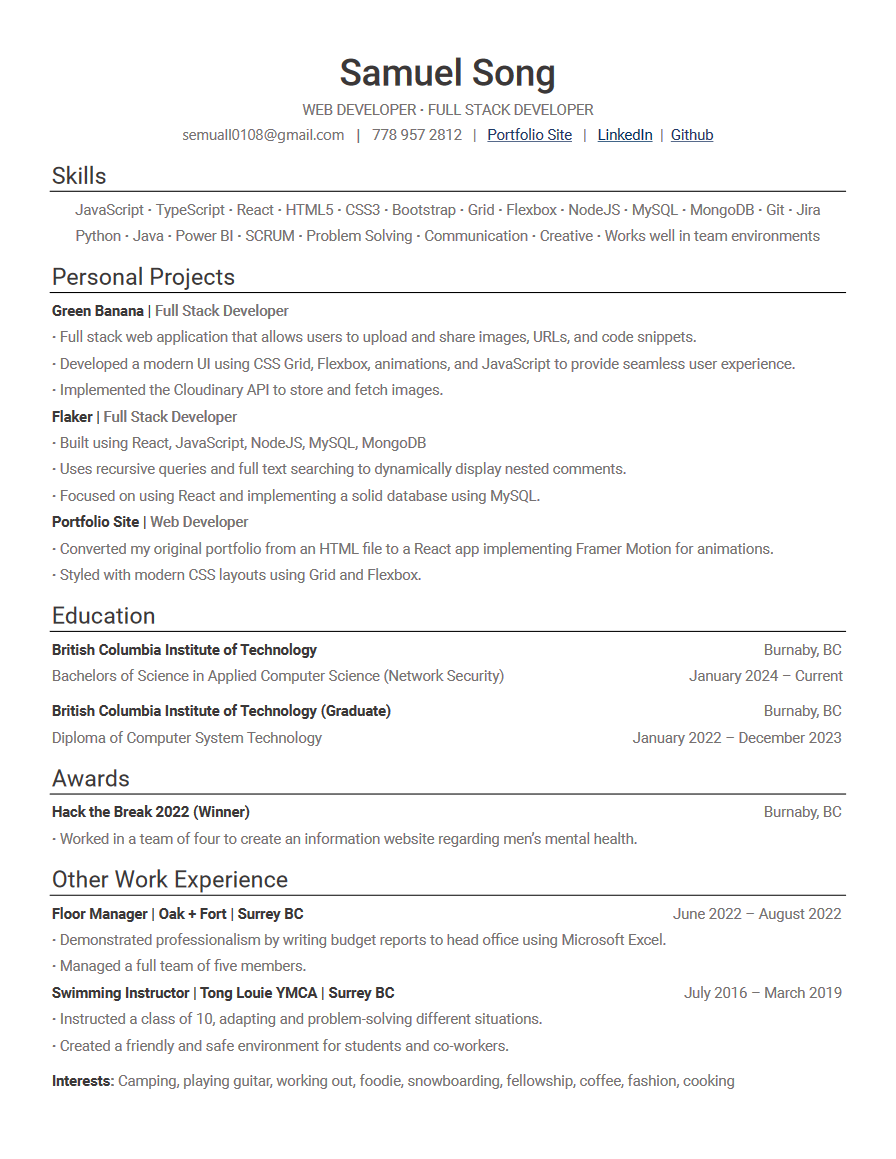 Samuel Song
WEB DEVELOPER · FULL STACK DEVELOPER
semuall0108@gmail.com | 778 957 2812 | Portfolio Site | LinkedIn | Github
Skills
JavaScript · TypeScript · React · HTML5 · CSS3 · Bootstrap · Grid · Flexbox · NodeJS · MySQL · MongoDB · Git · Jira
Python · Java · Power BI · SCRUM · Problem Solving · Communication · Creative · Works well in team environments
Personal Projects
Green Banana | Full Stack Developer
· Full stack web application that allows users to upload and share images, URLs, and code snippets.
· Developed a modern UI using CSS Grid, Flexbox, animations, and JavaScript to provide seamless user experience.
· Implemented the Cloudinary API to store and fetch images.
Flaker | Full Stack Developer
· Built using React, JavaScript, NodeJS, MySQL, MongoDB
· Uses recursive queries and full text searching to dynamically display nested comments.
· Focused on using React and implementing a solid database using MySQL.
Portfolio Site | Web Developer
· Converted my original portfolio from an HTML file to a React app implementing Framer Motion for animations.
· Styled with modern CSS layouts using Grid and Flexbox.
Education
British Columbia Institute of Technology Burnaby, BC
Bachelors of Science in Applied Computer Science (Network Security) January 2024 – Current
British Columbia Institute of Technology (Graduate) Burnaby, BC
Diploma of Computer System Technology January 2022 – December 2023
Awards
Hack the Break 2022 (Winner) Burnaby, BC
· Worked in a team of four to create an information website regarding men’s mental health.
Other Work Experience
Floor Manager | Oak + Fort | Surrey BC June 2022 – August 2022
· Demonstrated professionalism by writing budget reports to head office using Microsoft Excel.
· Managed a full team of five members.
Swimming Instructor | Tong Louie YMCA | Surrey BC July 2016 – March 2019
· Instructed a class of 10, adapting and problem-solving different situations.
· Created a friendly and safe environment for students and co-workers.
Interests: Camping, playing guitar, working out, foodie, snowboarding, fellowship, coffee, fashion, cooking